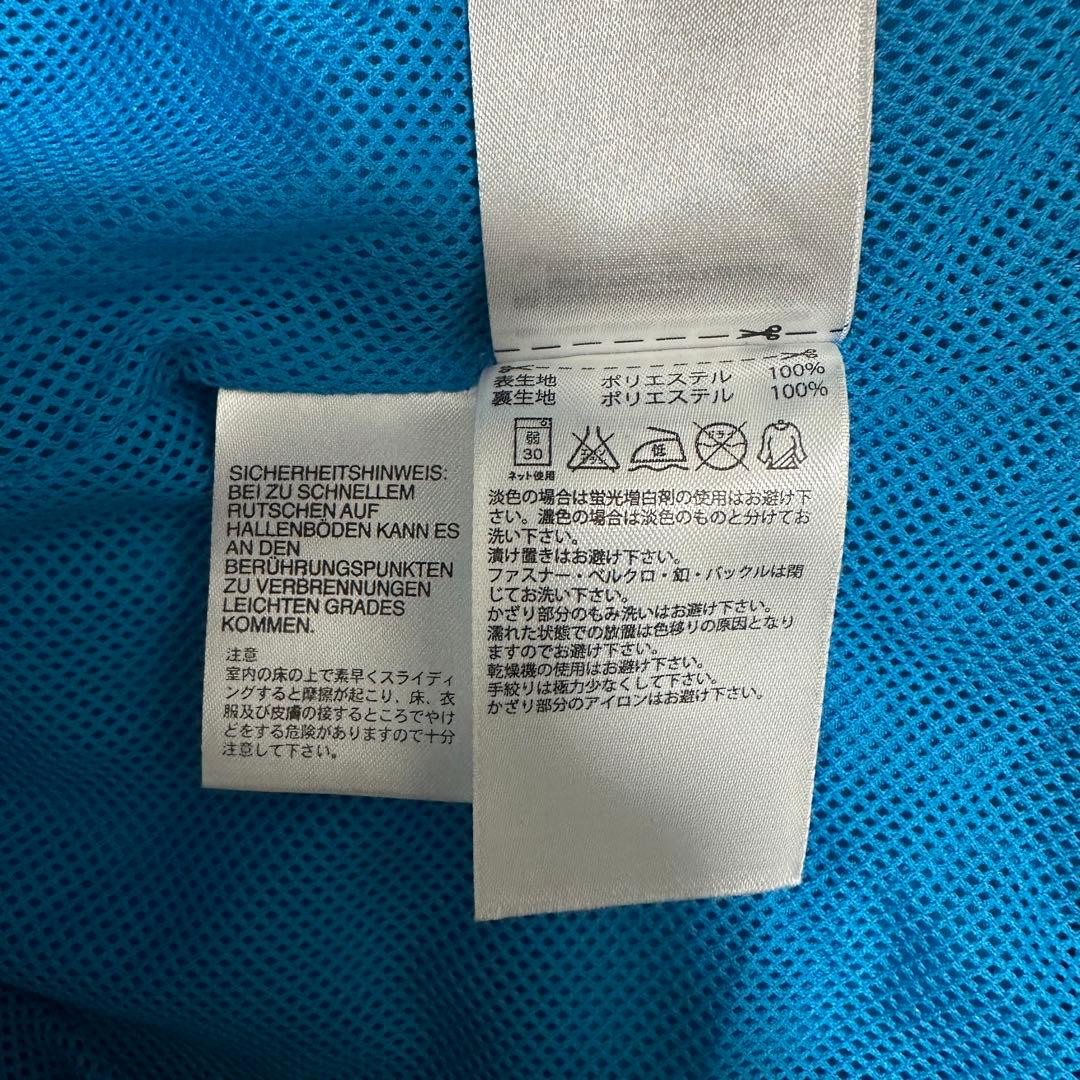 表生地 ポリエステル 100%
裏生地 ポリエステル 100%
弱
30
ネット使用
低
淡色の場合は蛍光増白剤の使用はお避け下
さい。濃色の場合は淡色のものと分けてお
洗い下さい。
漬け置きはお避け下さい。
ファスナー・ベルクロ・釦・バックルは閉
じてお洗い下さい。
かざり部分のもみ洗いはお避け下さい。
濡れた状態での放置は色移りの原因となり
ますのでお避け下さい。
乾燥機の使用はお避け下さい。
手絞りは極力少なくして下さい。
かざり部分のアイロンはお避け下さい。
SICHERHEITSHINWEIS:
BEI ZU SCHNELLEM
RUTSCHEN AUF
HALLENBÖDEN KANN ES
AN DEN
BERÜHRUNGSPUNKTEN
ZU VERBRENNUNGEN
LEICHTEN GRADES
KOMMEN.
注意
室内の床の上で素早くスライディ
ングすると摩擦が起こり、床、衣
服及び皮膚の接するところでやけ
どをする危険がありますので十分
注意して下さい。